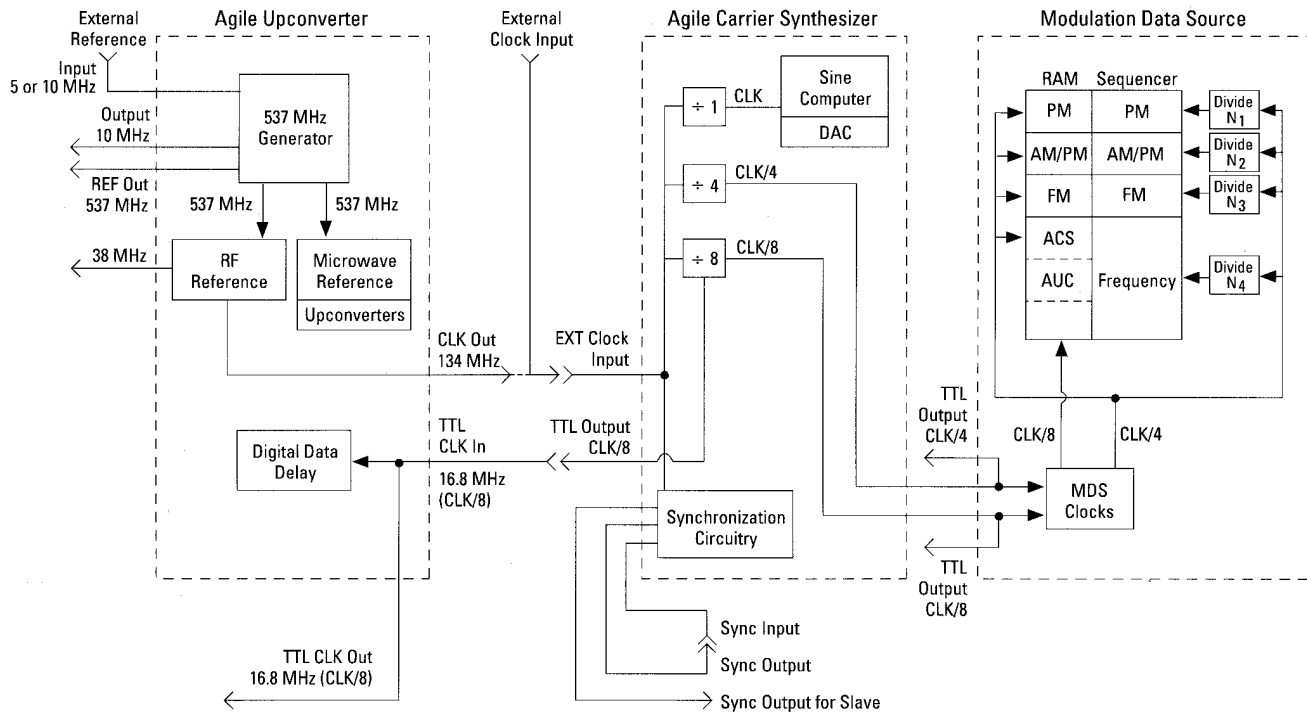 External
Reference
Agile Upconverter
External
Clock Input
Agile Carrier Synthesizer
Modulation Data Source
Input
5 or 10 MHz
Output
10 MHz
REF Out
537 MHz
537 MHz
Generator
537 MHz
537 MHz
38 MHz
RF
Reference
Microwave
Reference
Upconverters
CLK Out
134 MHz
EXT Clock
Input
÷ 1
CLK
Sine
Computer
DAC
÷ 4
CLK/4
÷ 8
CLK/8
RAM
Sequencer
PM
PM
Divide
N1
AM/PM
AM/PM
Divide
N2
FM
FM
Divide
N3
ACS
AUC
Frequency
Divide
N4
Digital Data
Delay
TTL
CLK In
16.8 MHz
(CLK/8)
TTL Output
CLK/8
Synchronization
Circuitry
TTL
Output
CLK/4
CLK/8
CLK/4
MDS
Clocks
TTL
Output
CLK/8
TTL CLK Out
16.8 MHz (CLK/8)
Sync Input
Sync Output
Sync Output for Slave